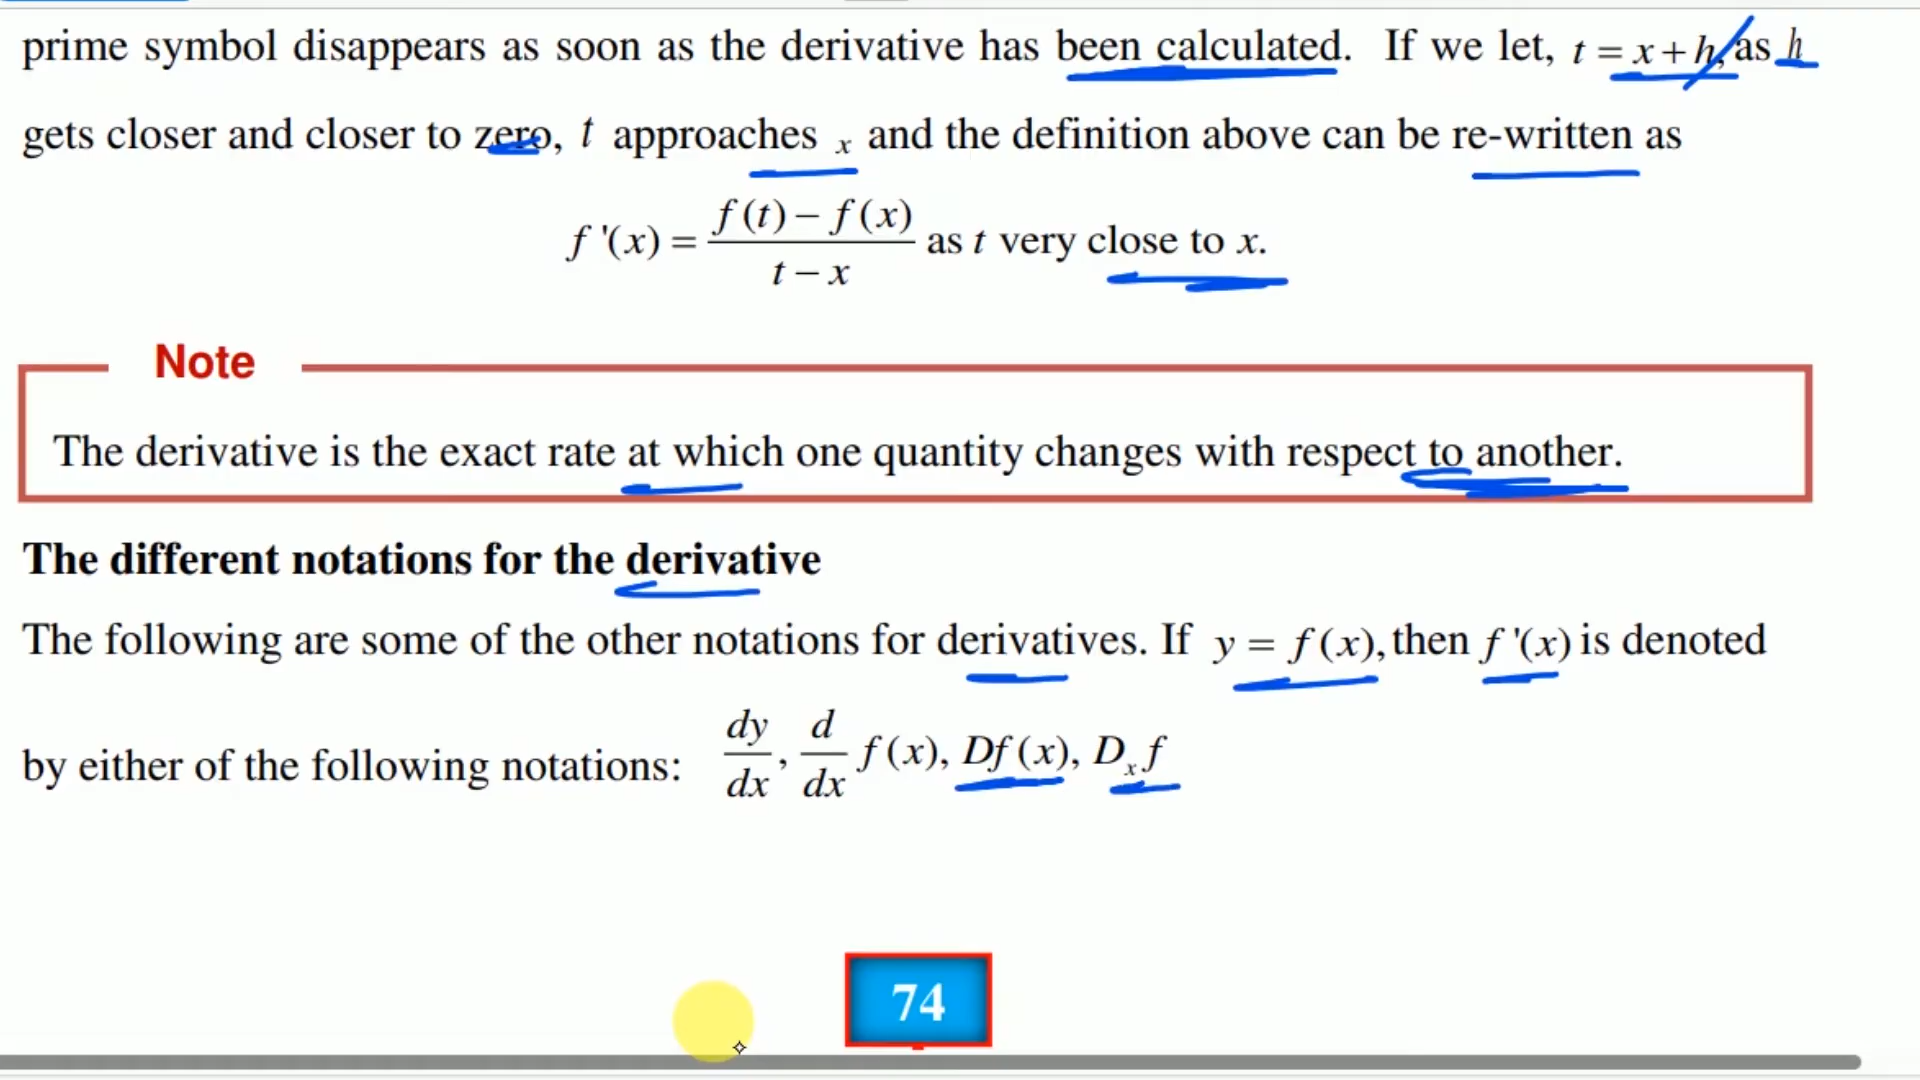 prime symbol disappears as soon as the derivative has been calculated. If we let, t = x + h, as h
gets closer and closer to zero, t approaches x and the definition above can be re-written as
f '(x) = \frac{f(t) − f(x)}{t − x} as t very close to x.
Note
The derivative is the exact rate at which one quantity changes with respect to another.
The different notations for the derivative
The following are some of the other notations for derivatives. If y = f(x), then f '(x) is denoted
by either of the following notations: \frac{dy}{dx}, \frac{d}{dx} f(x), Df(x), D_x f
74